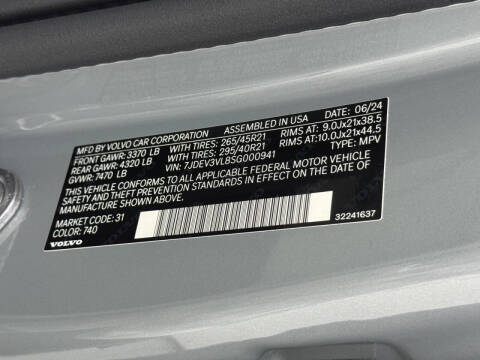 MFD BY VOLVO CAR CORPORATION ASSEMBLED IN USA DATE 06/24
FRONT GAWR: 3370 LB WITH TIRES: 265/45R21 RIMS AT: 9.0Jx21x38.5
REAR GAWR: 4320 LB WITH TIRES: 295/40R21 RIMS AT: 10.0Jx21x44.5
GVWR: 7470 LB VIN: 7JDEV3VL8SG000941 TYPE: MPV
THIS VEHICLE CONFORMS TO ALL APPLICABLE FEDERAL MOTOR VEHICLE
SAFETY AND THEFT PREVENTION STANDARDS IN EFFECT ON THE DATE OF
MANUFACTURE SHOWN ABOVE.
MARKET CODE: 31
COLOR: 740
32241637
VOLVO